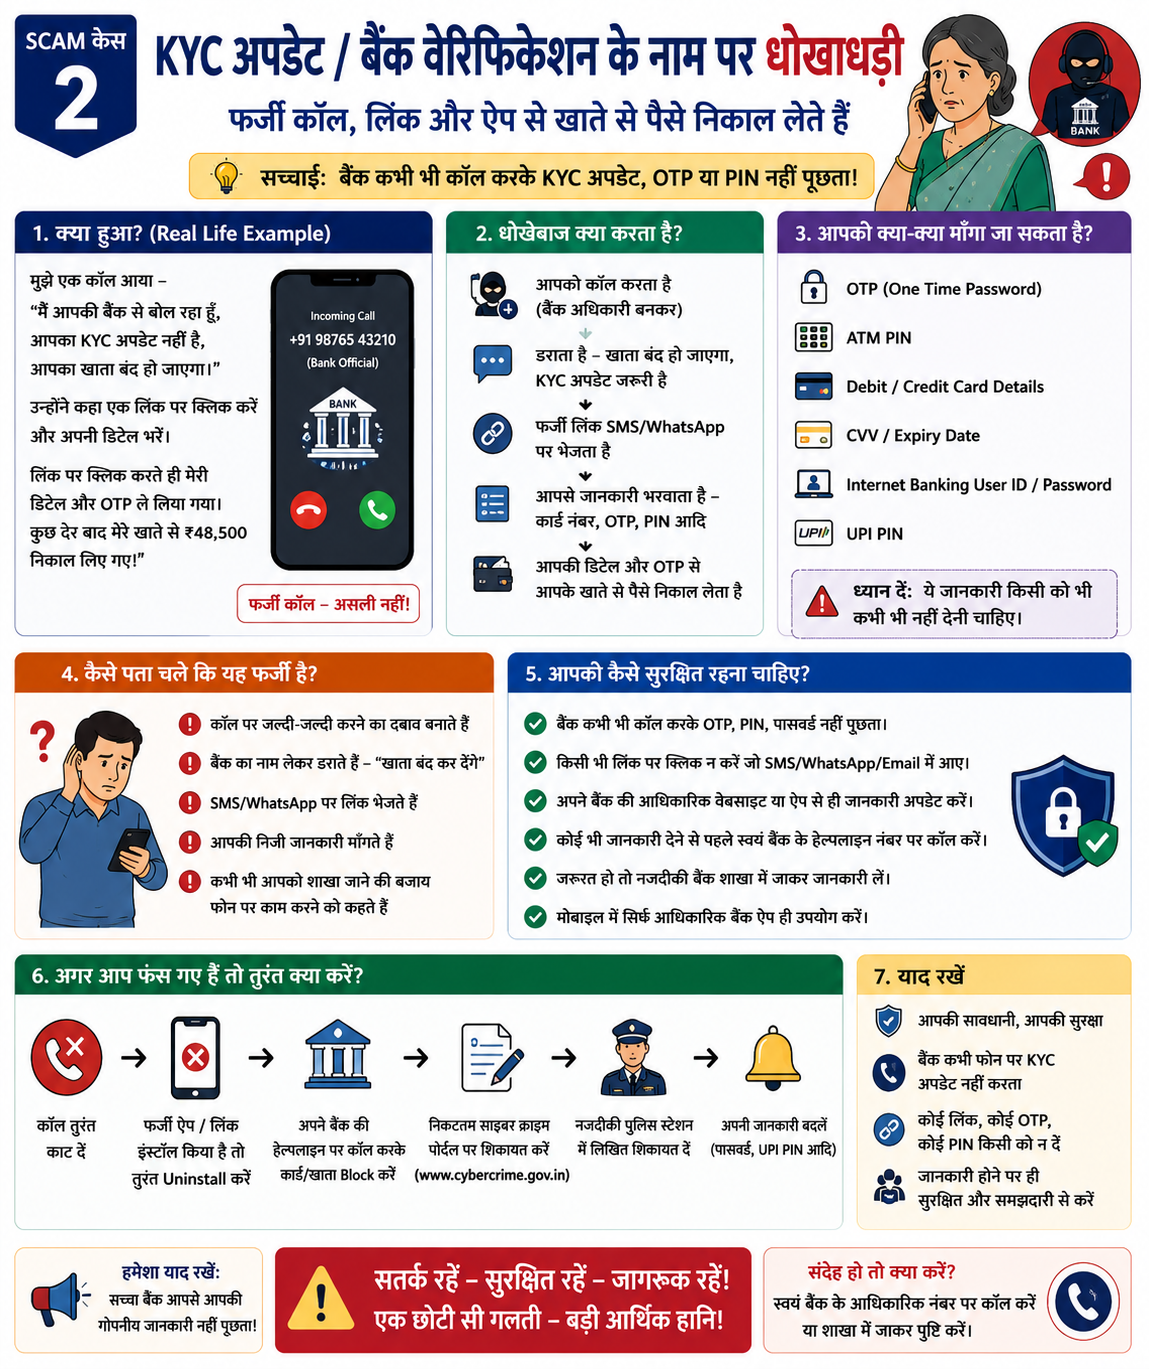 SCAM केस
2
KYC अपडेट / बैंक वेरिफिकेशन के नाम पर धोखाधड़ी
फर्जी कॉल, लिंक और ऐप से खाते से पैसे निकाल लेते हैं
सच्चाई: बैंक कभी भी कॉल करके KYC अपडेट, OTP या PIN नहीं पूछता!
BANK
!
1. क्या हुआ? (Real Life Example)
मुझे एक कॉल आया –
“मैं आपकी बैंक से बोल रहा हूँ,
आपका KYC अपडेट नहीं है,
आपका खाता बंद हो जाएगा।”
उन्होंने कहा एक लिंक पर क्लिक करें
और अपनी डिटेल भरें।
लिंक पर क्लिक करते ही मेरी
डिटेल और OTP ले लिया गया।
कुछ देर बाद मेरे खाते से ₹48,500
निकाल लिए गए!”
Incoming Call
+91 98765 43210
(Bank Official)
BANK
फर्जी कॉल – असली नहीं!
2. धोखेबाज क्या करता है?
आपको कॉल करता है
(बैंक अधिकारी बनकर)
डराता है – खाता बंद हो जाएगा,
KYC अपडेट जरूरी है
फर्जी लिंक SMS/WhatsApp
पर भेजता है
आपसे जानकारी भरवाता है –
कार्ड नंबर, OTP, PIN आदि
आपकी डिटेल और OTP से
आपके खाते से पैसे निकाल लेता है
3. आपको क्या-क्या माँगा जा सकता है?
OTP (One Time Password)
ATM PIN
Debit / Credit Card Details
CVV / Expiry Date
Internet Banking User ID / Password
UPI
UPI PIN
ध्यान दें: ये जानकारी किसी को भी
कभी भी नहीं देनी चाहिए।
4. कैसे पता चले कि यह फर्जी है?
?
कॉल पर जल्दी-जल्दी करने का दबाव बनाते हैं
बैंक का नाम लेकर डराते हैं – “खाता बंद कर देंगे”
SMS/WhatsApp पर लिंक भेजते हैं
आपकी निजी जानकारी माँगते हैं
कभी भी आपको शाखा जाने की बजाय
फोन पर काम करने को कहते हैं
5. आपको कैसे सुरक्षित रहना चाहिए?
बैंक कभी भी कॉल करके OTP, PIN, पासवर्ड नहीं पूछता।
किसी भी लिंक पर क्लिक न करें जो SMS/WhatsApp/Email में आए।
अपने बैंक की आधिकारिक वेबसाइट या ऐप से ही जानकारी अपडेट करें।
कोई भी जानकारी देने से पहले स्वयं बैंक के हेल्पलाइन नंबर पर कॉल करें।
जरूरत हो तो नजदीकी बैंक शाखा में जाकर जानकारी लें।
मोबाइल में सिर्फ आधिकारिक बैंक ऐप ही उपयोग करें।
6. अगर आप फंस गए हैं तो तुरंत क्या करें?
कॉल तुरंत
काट दें
फर्जी ऐप / लिंक
इंस्टॉल किया है तो
तुरंत Uninstall करें
अपने बैंक की
हेल्पलाइन पर कॉल करके
कार्ड/खाता Block करें
निकटतम साइबर क्राइम
पोर्टल पर शिकायत करें
(www.cybercrime.gov.in)
नजदीकी पुलिस स्टेशन
में लिखित शिकायत दें
अपनी जानकारी बदलें
(पासवर्ड, UPI PIN आदि)
7. याद रखें
आपकी सावधानी, आपकी सुरक्षा
बैंक कभी फोन पर KYC
अपडेट नहीं करता
कोई लिंक, कोई OTP,
कोई PIN किसी को न दें
जानकारी होने पर ही
सुरक्षित और समझदारी से करें
हमेशा याद रखें:
सच्चा बैंक आपसे आपकी
गोपनीय जानकारी नहीं पूछता!
सतर्क रहें – सुरक्षित रहें – जागरूक रहें!
एक छोटी सी गलती – बड़ी आर्थिक हानि!
संदेह हो तो क्या करें?
स्वयं बैंक के आधिकारिक नंबर पर कॉल करें
या शाखा में जाकर पुष्टि करें।